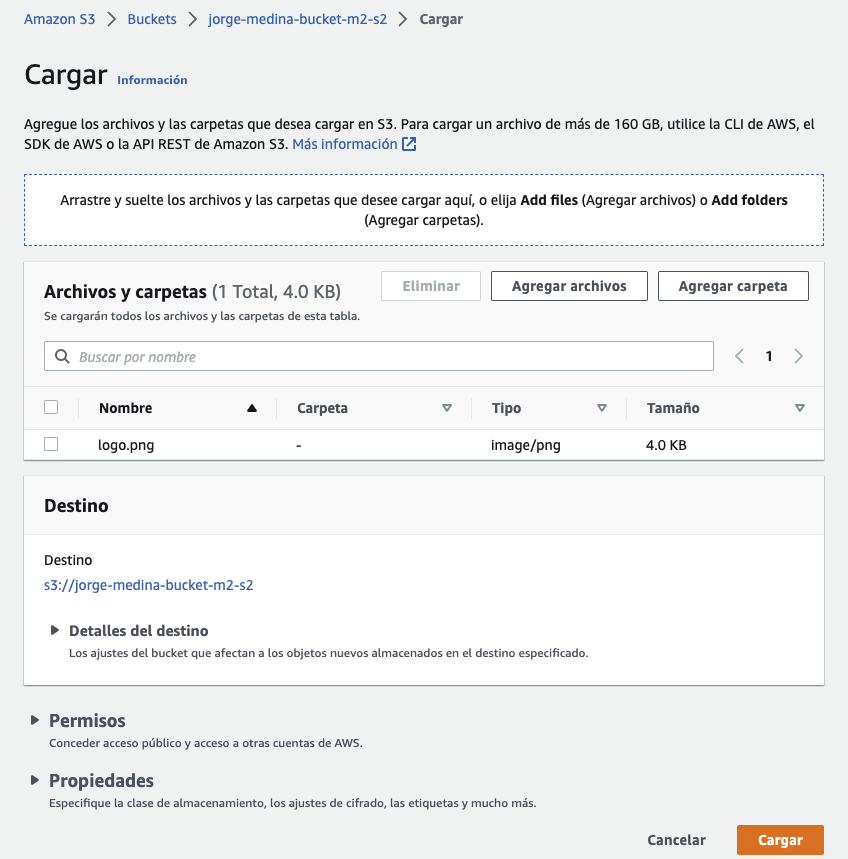 Amazon S3 > Buckets > jorge-medina-bucket-m2-s2 > Cargar
Cargar Información
Agregue los archivos y las carpetas que desea cargar en S3. Para cargar un archivo de más de 160 GB, utilice la CLI de AWS, el
SDK de AWS o la API REST de Amazon S3. Más información
Arrastre y suelte los archivos y las carpetas que desee cargar aquí, o elija Add files (Agregar archivos) o Add folders
(Agregar carpetas).
Archivos y carpetas (1 Total, 4.0 KB) Eliminar Agregar archivos Agregar carpeta
Se cargarán todos los archivos y las carpetas de esta tabla.
Buscar por nombre 1
Nombre Carpeta Tipo Tamaño
logo.png - image/png 4.0 KB
Destino
Destino
s3://jorge-medina-bucket-m2-s2
Detalles del destino
Los ajustes del bucket que afectan a los objetos nuevos almacenados en el destino especificado.
Permisos
Conceder acceso público y acceso a otras cuentas de AWS.
Propiedades
Especifique la clase de almacenamiento, los ajustes de cifrado, las etiquetas y mucho más.
Cancelar Cargar